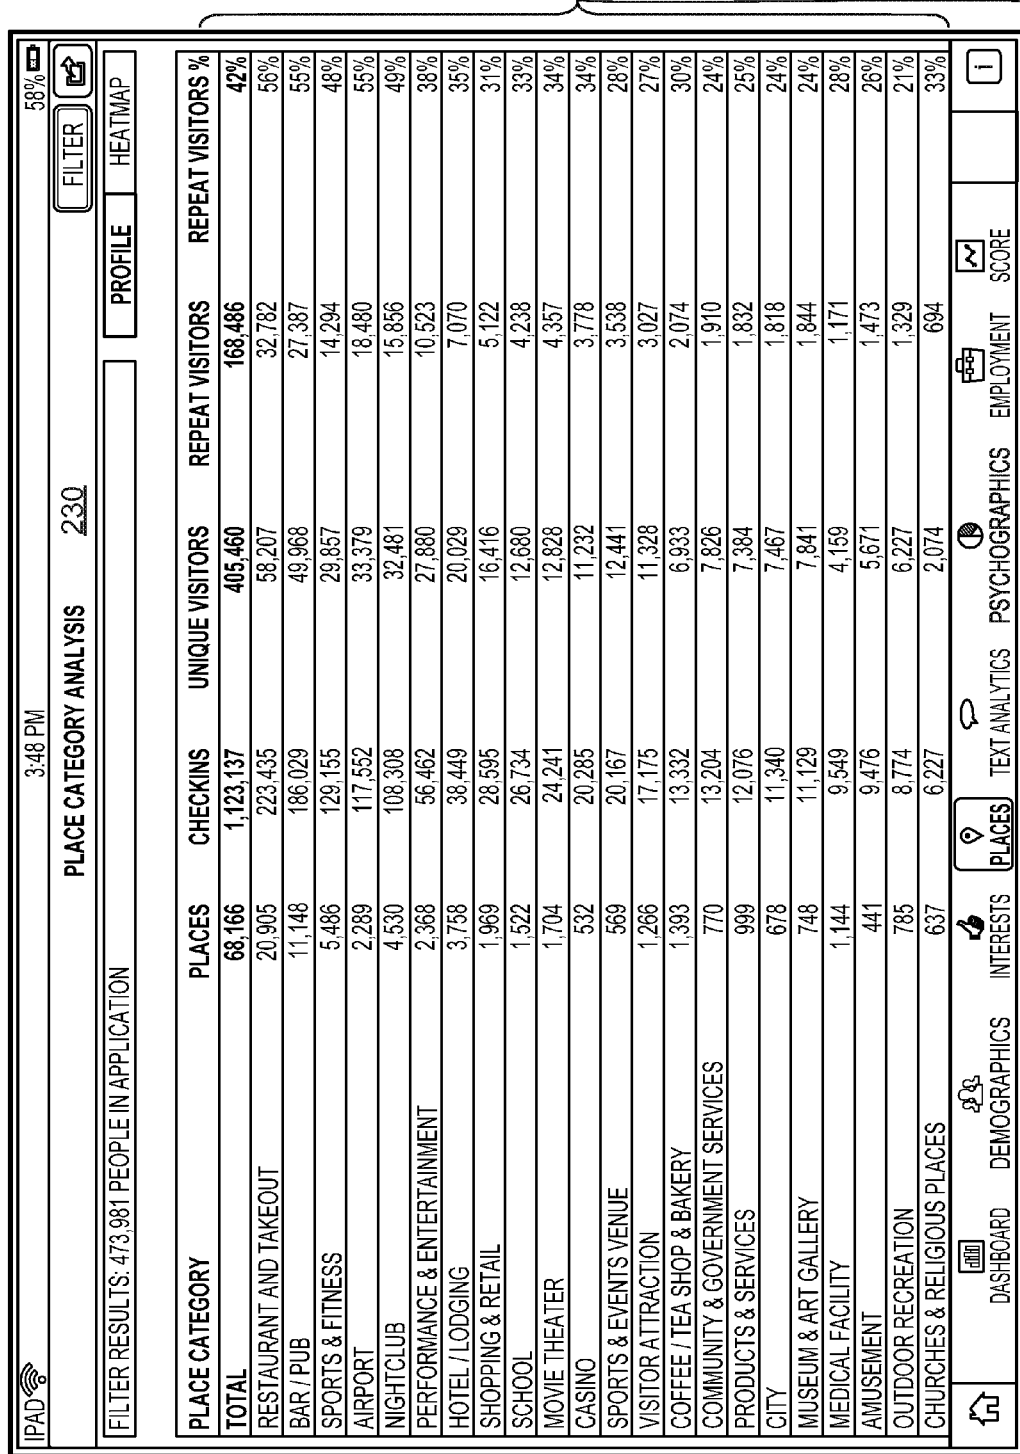 IPAD 3:48 PM 58%
PLACE CATEGORY ANALYSIS 230 FILTER
FILTER RESULTS: 473,981 PEOPLE IN APPLICATION PROFILE HEATMAP
PLACE CATEGORY PLACES CHECKINS UNIQUE VISITORS REPEAT VISITORS REPEAT VISITORS %
TOTAL 68,166 1,123,137 405,460 168,486 42%
RESTAURANT AND TAKEOUT 20,905 223,435 58,207 32,782 56%
BAR / PUB 11,148 186,029 49,968 27,387 55%
SPORTS & FITNESS 5,486 129,155 29,857 14,294 48%
AIRPORT 2,289 117,552 33,379 18,480 55%
NIGHTCLUB 4,530 108,308 32,481 15,856 49%
PERFORMANCE & ENTERTAINMENT 2,368 56,462 27,880 10,523 38%
HOTEL / LODGING 3,758 38,449 20,029 7,070 35%
SHOPPING & RETAIL 1,969 28,595 16,416 5,122 31%
SCHOOL 1,522 26,734 12,680 4,238 33%
MOVIE THEATER 1,704 24,241 12,828 4,357 34%
CASINO 532 20,285 11,232 3,778 34%
SPORTS & EVENTS VENUE 569 20,167 12,441 3,538 28%
VISITOR ATTRACTION 1,266 17,175 11,328 3,027 27%
COFFEE / TEA SHOP & BAKERY 1,393 13,332 6,933 2,074 30%
COMMUNITY & GOVERNMENT SERVICES 770 13,204 7,826 1,910 24%
PRODUCTS & SERVICES 999 12,076 7,384 1,832 25%
CITY 678 11,340 7,467 1,818 24%
MUSEUM & ART GALLERY 748 11,129 7,841 1,844 24%
MEDICAL FACILITY 1,144 9,549 4,159 1,171 28%
AMUSEMENT 441 9,476 5,671 1,473 26%
OUTDOOR RECREATION 785 8,774 6,227 1,329 21%
CHURCHES & RELIGIOUS PLACES 637 6,227 2,074 694 33%
DASHBOARD DEMOGRAPHICS INTERESTS PLACES TEXT ANALYTICS PSYCHOGRAPHICS EMPLOYMENT SCORE i